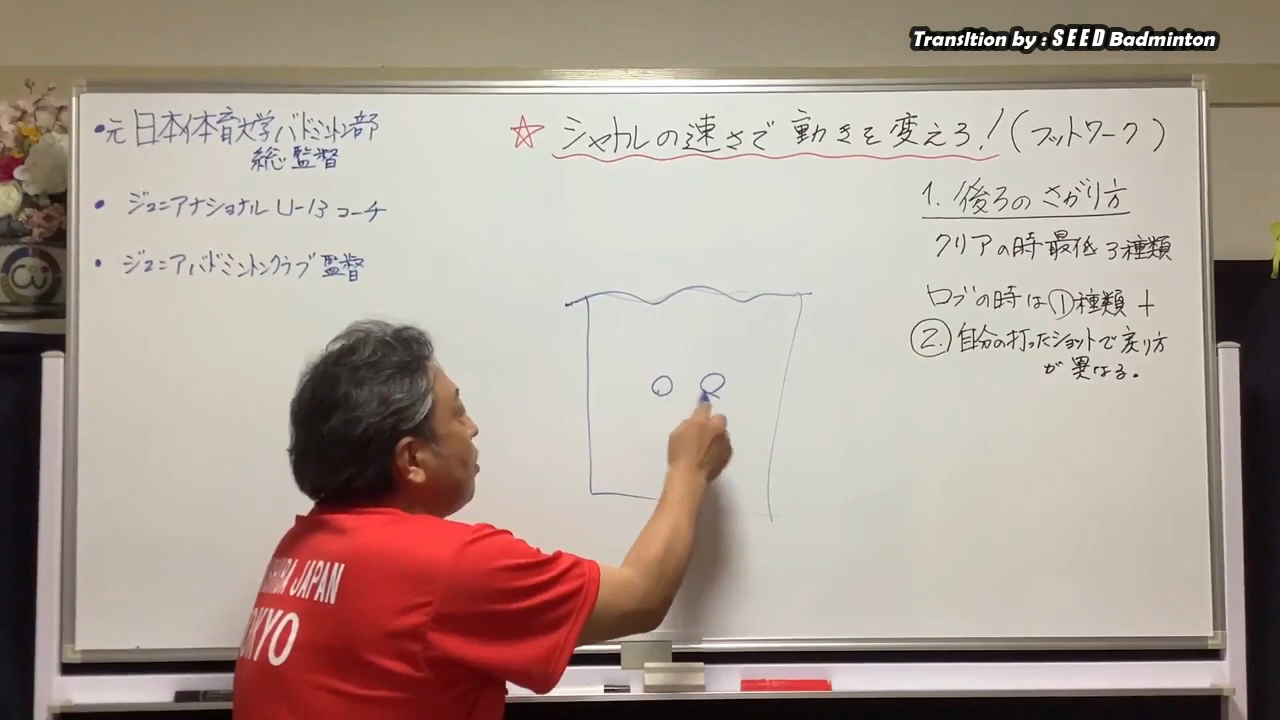 Transltion by : SEED Badminton
•元 日本体育大学バドミントン部
総監督
• ジュニアナショナル U-13 コーチ
• ジュニアバドミントンクラブ 監督
☆ シャトルの速さで 動きを変えろ!(フットワーク)
1. 後ろの さがり方
クリアの時 最低 3種類
ロブの時は①種類 +
②. 自分の打ったショットで戻り方
が 異なる。
JAPAN